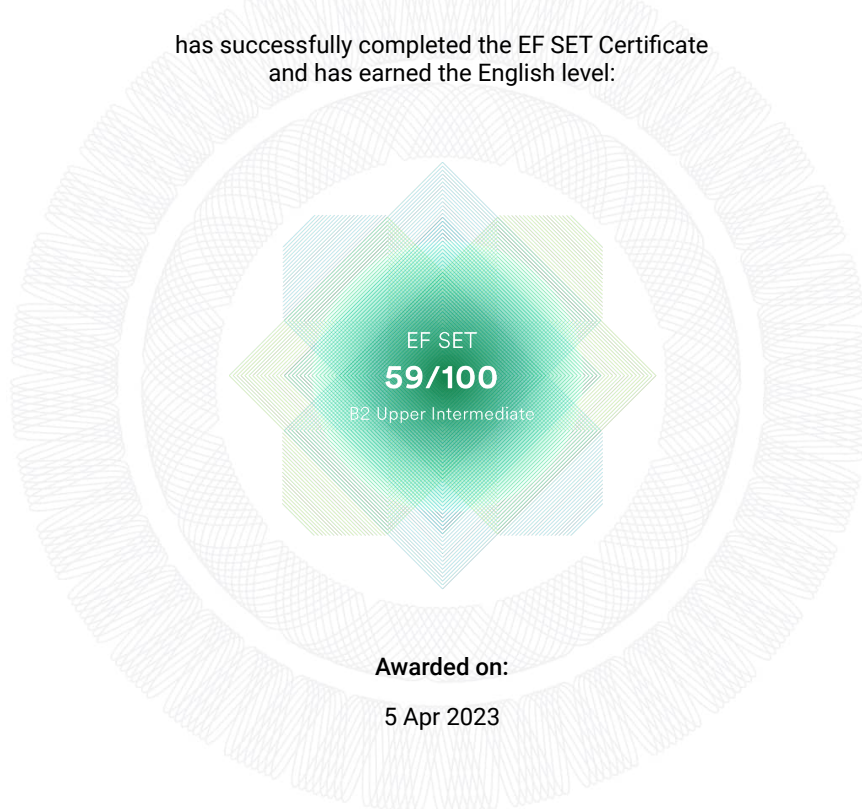 has successfully completed the EF SET Certificate
and has earned the English level:
EF SET
59/100
B2 Upper Intermediate
Awarded on:
5 Apr 2023